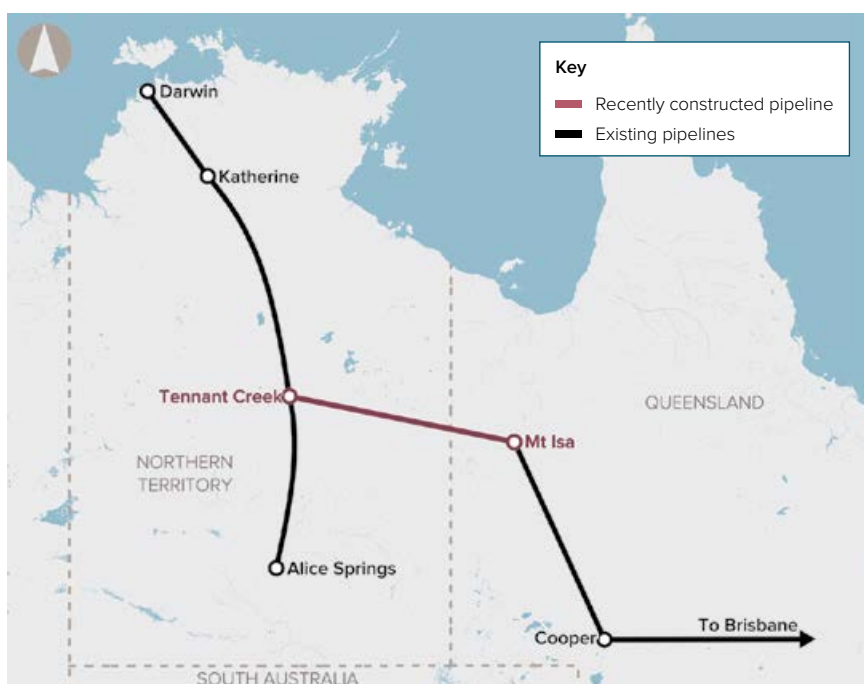 Key
Recently constructed pipeline
Existing pipelines
Darwin
Katherine
Tennant Creek
QUEENSLAND
Mt Isa
NORTHERN
TERRITORY
Alice Springs
To Brisbane
Cooper
SOUTH AUSTRALIA